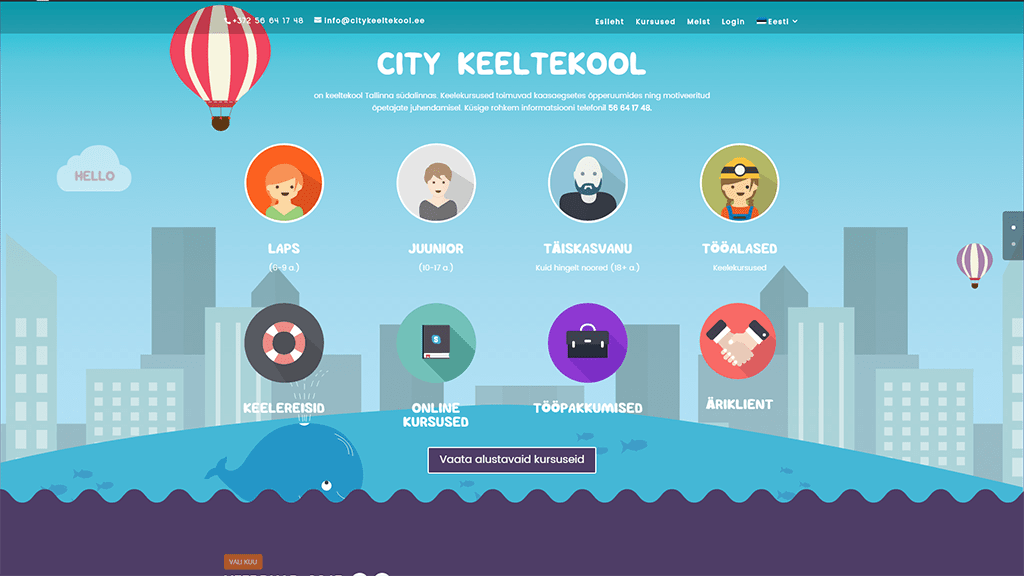 +372 56 64 17 48 info@citykeeltekool.ee Esileht Kursused Meist Login Eesti
CITY KEELTEKOOL
on keeltekool Tallinna südalinnas. Keelekursused toimuvad kaasaegsetes õpperuumides ning motiveeritud
õpetajate juhendamisel. Küsige rohkem informatsiooni telefonil 56 64 17 48.
HELLO
LAPS JUUNIOR TÄISKASVANU TÖÖALASED
(6-9 a.) (10-17 a.) Kuid hingelt noored (18+ a.) Keelekursused
S
KEELEREISID ONLINE TÖÖPAKKUMISED ÄRIKLIENT
KURSUSED
Vaata alustavaid kursuseid
VALI KUU